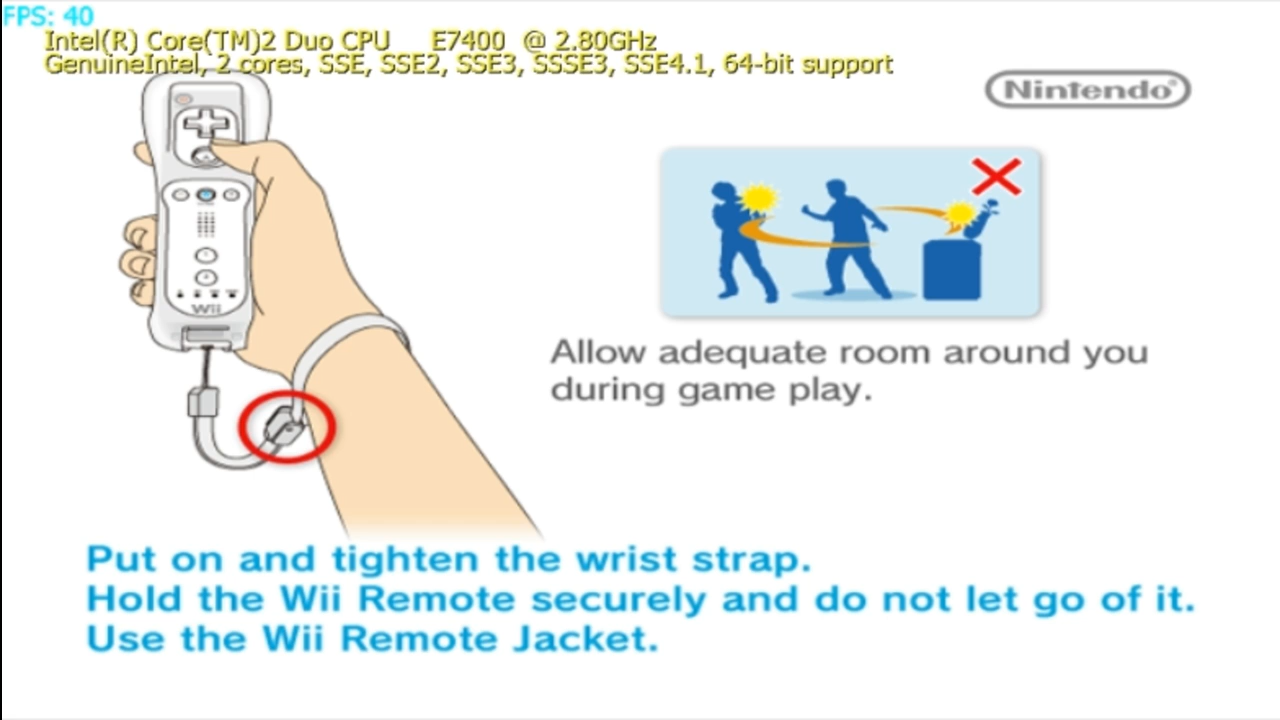 FPS: 40
Intel(R) Core(TM)2 Duo CPU E7400 @ 2.80GHz
GenuineIntel, 2 cores, SSE, SSE2, SSE3, SSSE3, SSE4.1, 64-bit support
Nintendo®
Wii
Allow adequate room around you
during game play.
Put on and tighten the wrist strap.
Hold the Wii Remote securely and do not let go of it.
Use the Wii Remote Jacket.